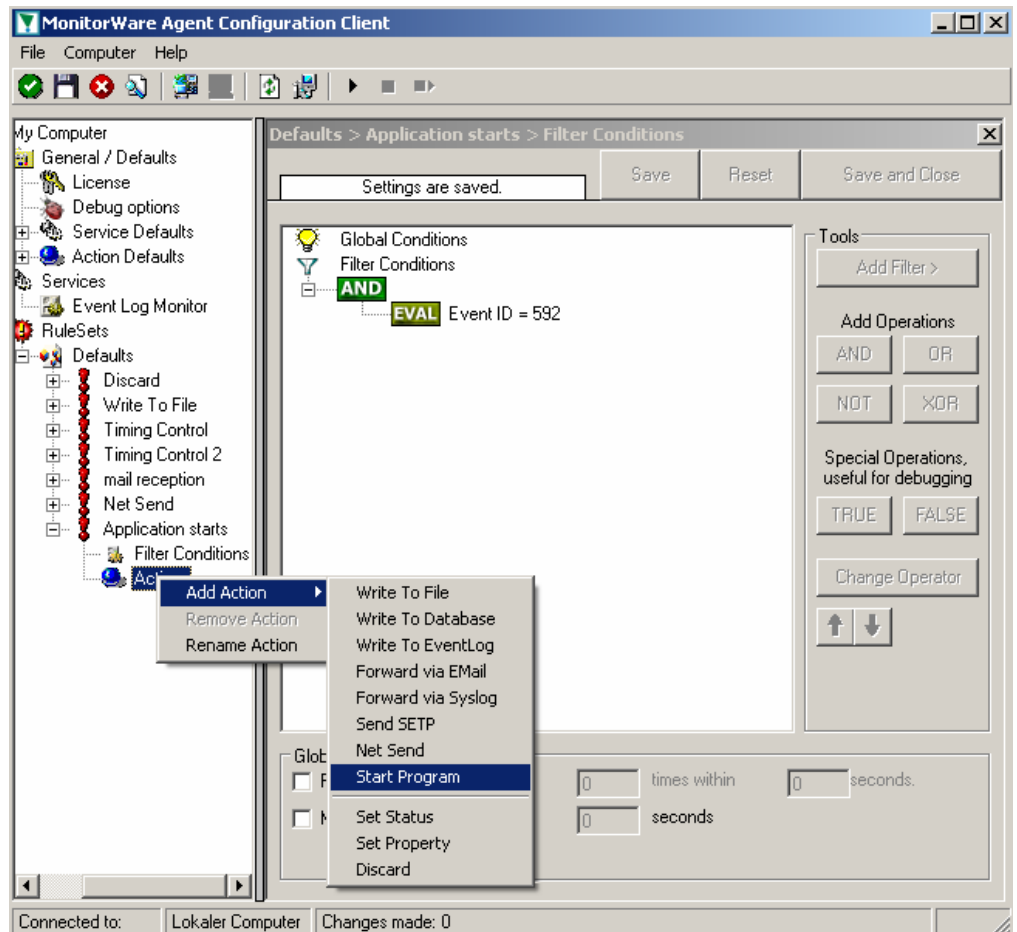 MonitorWare Agent Configuration Client
File Computer Help
My Computer
General / Defaults
License
Debug options
Service Defaults
Action Defaults
Services
Event Log Monitor
RuleSets
Defaults
Discard
Write To File
Timing Control
Timing Control 2
mail reception
Net Send
Application starts
Filter Conditions
Defaults > Application starts > Filter Conditions
Settings are saved.
Save
Reset
Save and Close
Global Conditions
Filter Conditions
AND
EVAL Event ID = 592
Tools
Add Filter >
Add Operations
AND
OR
NOT
XOR
Special Operations,
useful for debugging
TRUE
FALSE
Change Operator
Add Action
Remove Action
Rename Action
Write To File
Write To Database
Write To EventLog
Forward via EMail
Forward via Syslog
Send SETP
Net Send
Start Program
Set Status
Set Property
Discard
0 times within 0 seconds.
0 seconds
Connected to: Lokaler Computer Changes made: 0